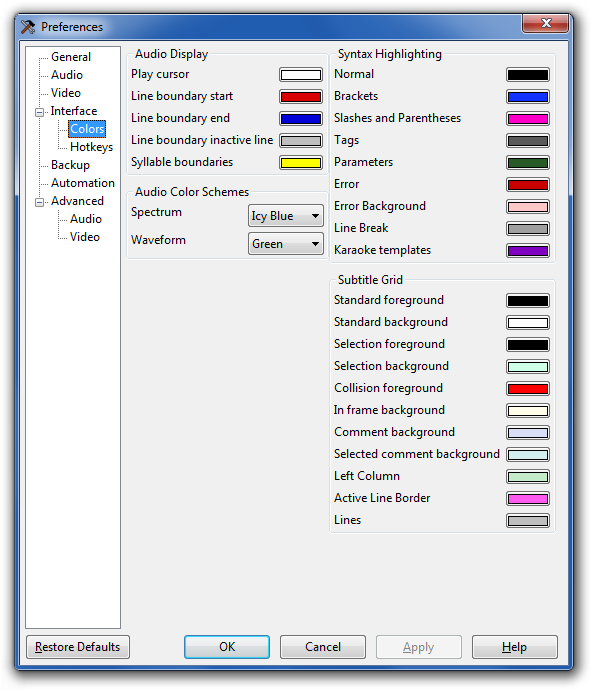 Preferences
General
Audio
Video
Interface
Colors
Hotkeys
Backup
Automation
Advanced
Audio
Video
Audio Display
Play cursor
Line boundary start
Line boundary end
Line boundary inactive line
Syllable boundaries
Audio Color Schemes
Spectrum Icy Blue
Waveform Green
Syntax Highlighting
Normal
Brackets
Slashes and Parentheses
Tags
Parameters
Error
Error Background
Line Break
Karaoke templates
Subtitle Grid
Standard foreground
Standard background
Selection foreground
Selection background
Collision foreground
In frame background
Comment background
Selected comment background
Left Column
Active Line Border
Lines
Restore Defaults OK Cancel Apply Help